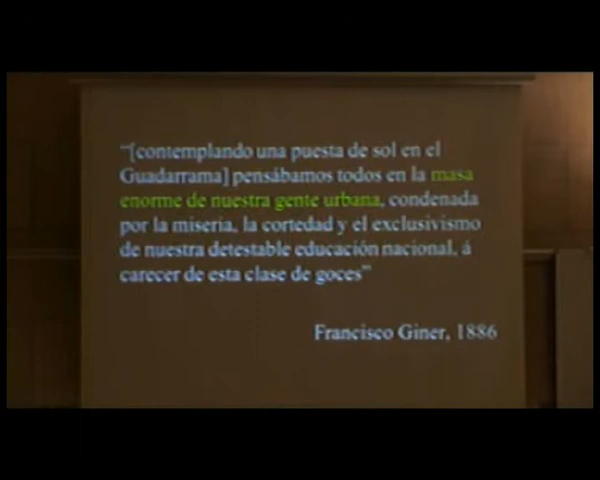 “[contemplando una puesta de sol en el
Guadarrama] pensábamos todos en la masa
enorme de nuestra gente urbana, condenada
por la miseria, la cortedad y el exclusivismo
de nuestra detestable educación nacional, á
carecer de esta clase de goces”
Francisco Giner, 1886